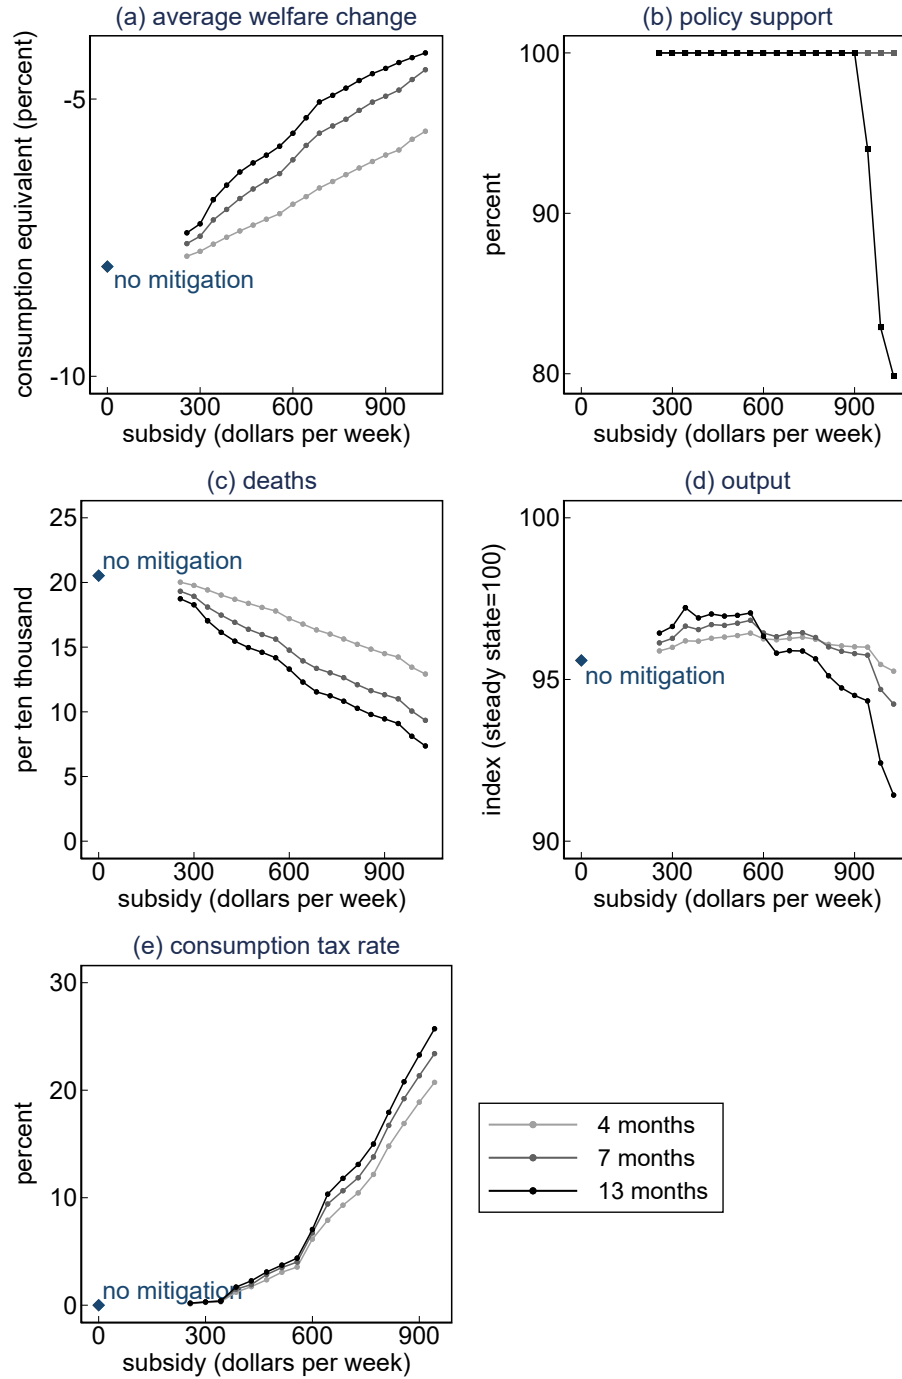 (a) average welfare change
consumption equivalent (percent)
-5
-10
no mitigation
0 300 600 900
subsidy (dollars per week)
(b) policy support
percent
100
90
80
0 300 600 900
subsidy (dollars per week)
(c) deaths
per ten thousand
25
20
15
10
5
0
no mitigation
0 300 600 900
subsidy (dollars per week)
(d) output
index (steady state=100)
100
95
90
no mitigation
0 300 600 900
subsidy (dollars per week)
(e) consumption tax rate
percent
30
20
10
0
no mitigation
0 300 600 900
subsidy (dollars per week)
4 months
7 months
13 months